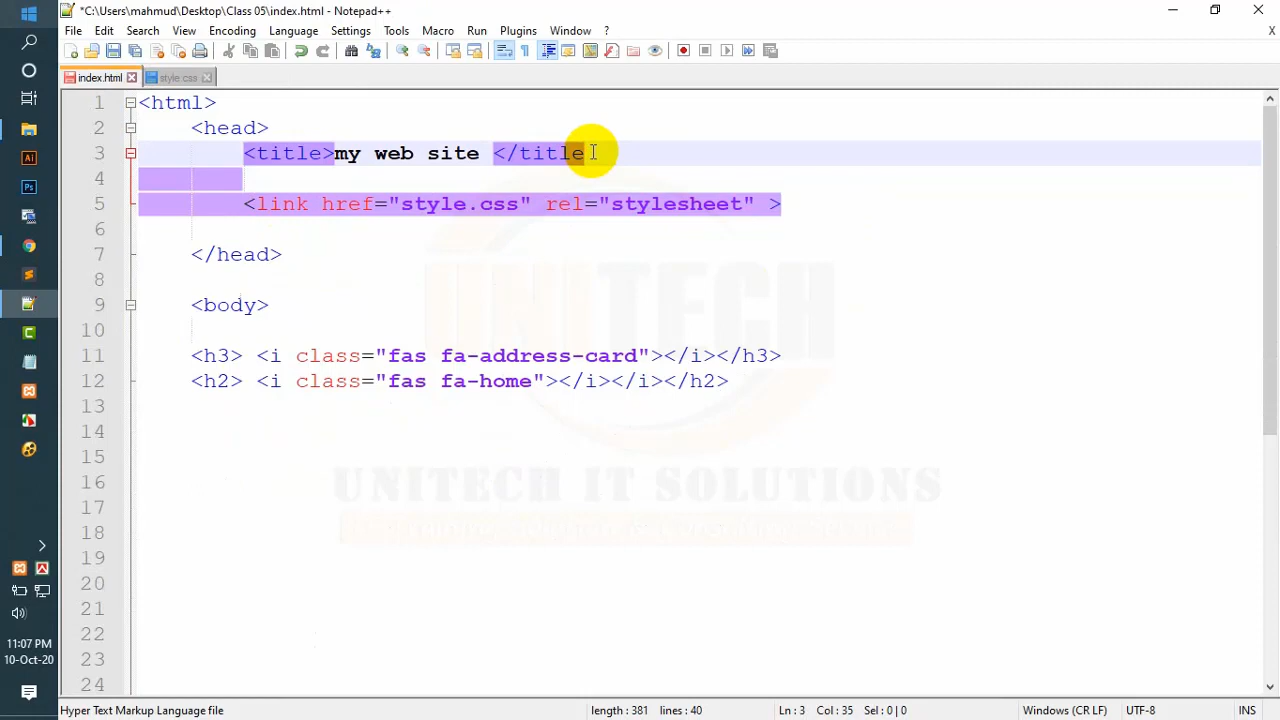 *C:\Users\mahmud\Desktop\Class 05\index.html - Notepad++
File Edit Search View Encoding Language Settings Tools Macro Run Plugins Window ? X
index.html style.css
1 <html>
2 <head>
3 <title>my web site </title
4
5 <link href="style.css" rel="stylesheet" >
6
7 </head>
8
9 <body>
10
11 <h3> <i class="fas fa-address-card"></i></h3>
12 <h2> <i class="fas fa-home"></i></i></h2>
13
14
15
16
17
18
19
20
21
22
23
24
UNITECH
UNITECH IT SOLUTIONS
11:07 PM
10-Oct-20
Hyper Text Markup Language file length : 381 lines : 40 Ln : 3 Col : 35 Sel : 0 | 0 Windows (CR LF) UTF-8 INS